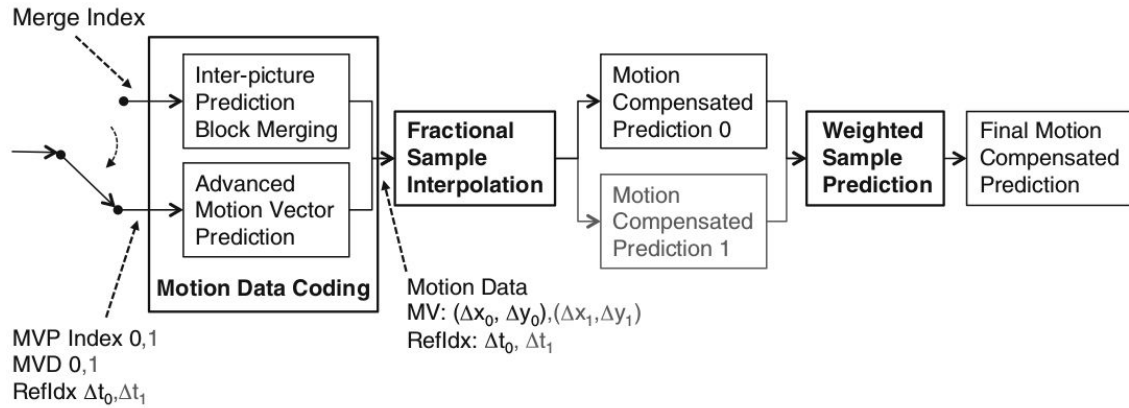 Merge Index
Inter-picture
Prediction
Block Merging
Advanced
Motion Vector
Prediction
Motion Data Coding
MVP Index 0,1
MVD 0,1
RefIdx Δt₀,Δt₁
Fractional
Sample
Interpolation
Motion Data
MV: (Δx₀, Δy₀),(Δx₁,Δy₁)
RefIdx: Δt₀, Δt₁
Motion
Compensated
Prediction 0
Motion
Compensated
Prediction 1
Weighted
Sample
Prediction
Final Motion
Compensated
Prediction